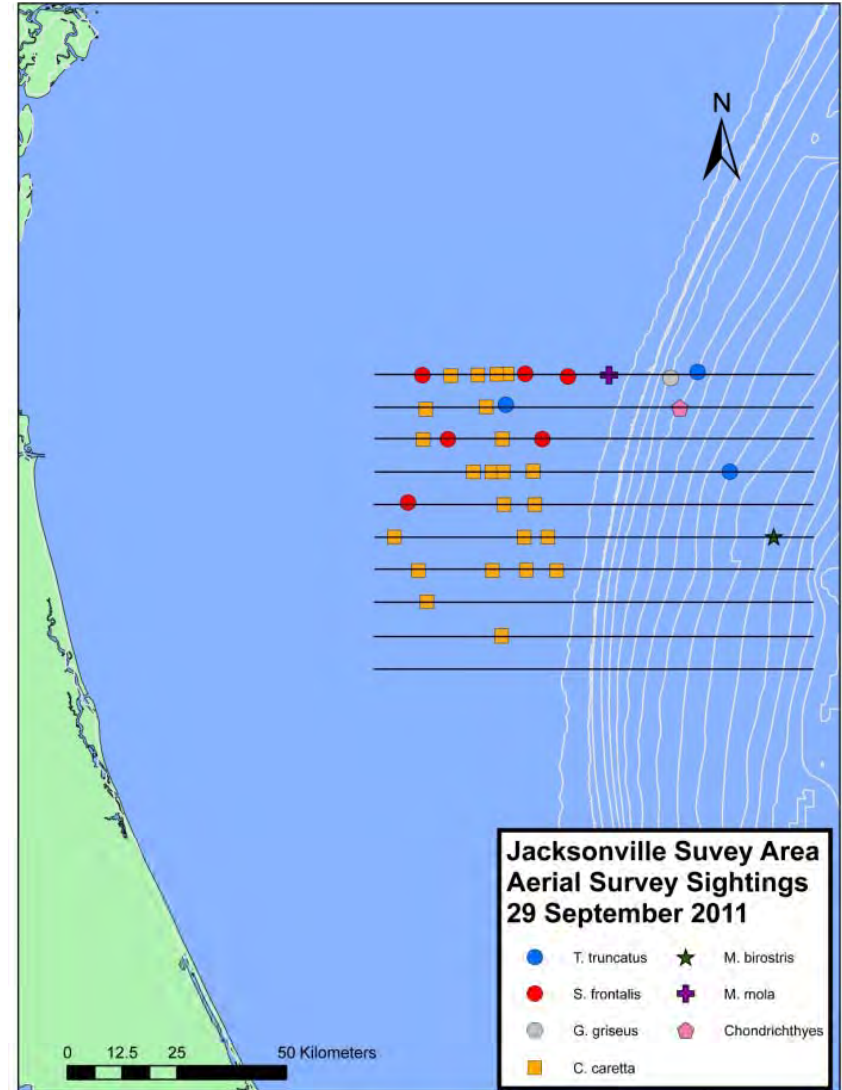 N
Jacksonville Suvey Area
Aerial Survey Sightings
29 September 2011
T. truncatus
M. birostris
S. frontalis
M. mola
G. griseus
Chondrichthyes
C. caretta
0 12.5 25 50 Kilometers